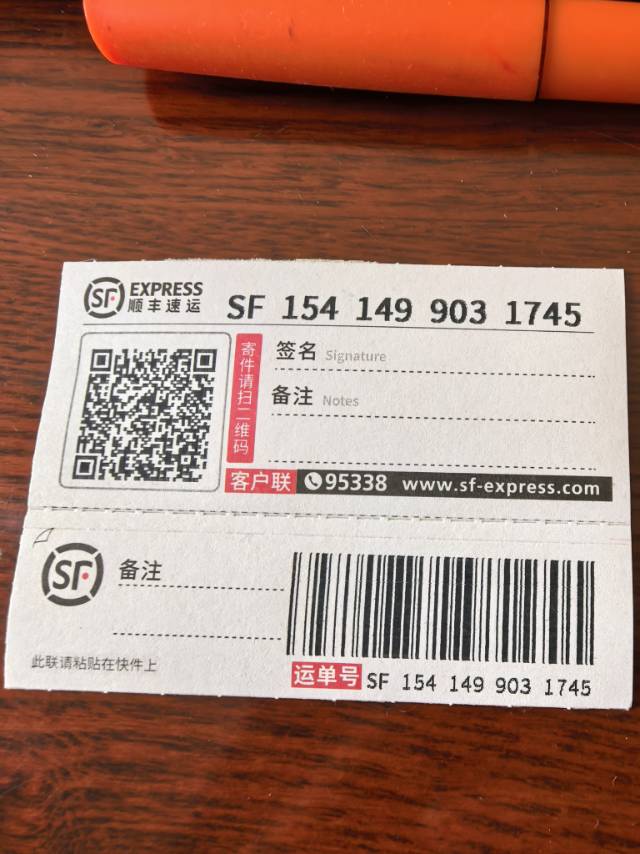 SF EXPRESS
顺丰速运
SF 154 149 903 1745
寄件请扫二维码
签名 Signature
备注 Notes
客户联 95338 www.sf-express.com
SF 备注
此联请粘贴在快件上
运单号 SF 154 149 903 1745